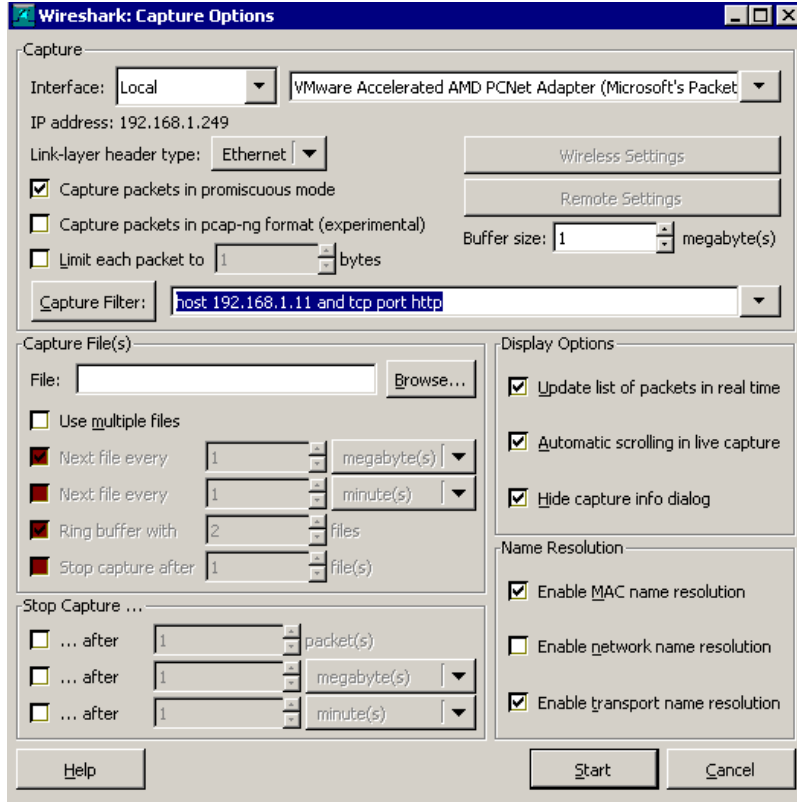 Wireshark: Capture Options
Capture
Interface: Local VMware Accelerated AMD PCNet Adapter (Microsoft's Packet
IP address: 192.168.1.249
Link-layer header type: Ethernet Wireless Settings
Capture packets in promiscuous mode Remote Settings
Capture packets in pcap-ng format (experimental) Buffer size: 1 megabyte(s)
Limit each packet to 1 bytes
Capture Filter: host 192.168.1.11 and tcp port http
Capture File(s)
File: Browse...
Use multiple files
Next file every 1 megabyte(s)
Next file every 1 minute(s)
Ring buffer with 2 files
Stop capture after 1 file(s)
Stop Capture ...
... after 1 packet(s)
... after 1 megabyte(s)
... after 1 minute(s)
Display Options
Update list of packets in real time
Automatic scrolling in live capture
Hide capture info dialog
Name Resolution
Enable MAC name resolution
Enable network name resolution
Enable transport name resolution
Help Start Cancel